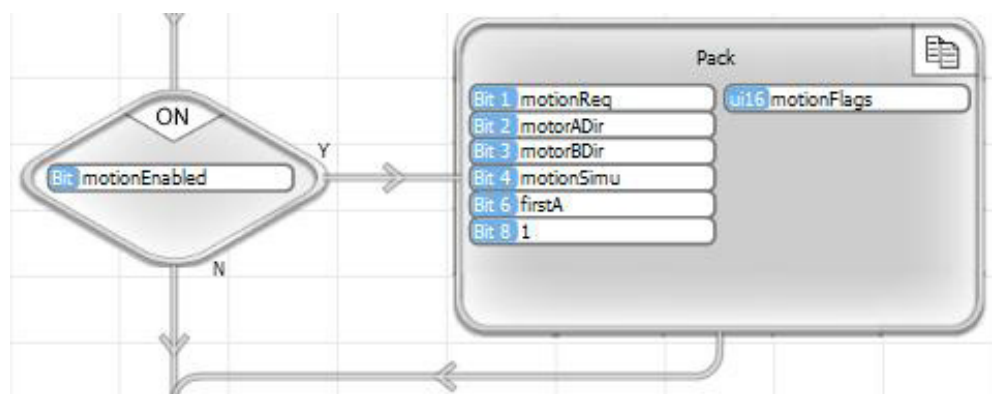 ON
Bit motionEnabled
Y
N
Pack
Bit 1 motionReq
Bit 2 motorADir
Bit 3 motorBDir
Bit 4 motionSimu
Bit 6 firstA
Bit 8 1
ui16 motionFlags